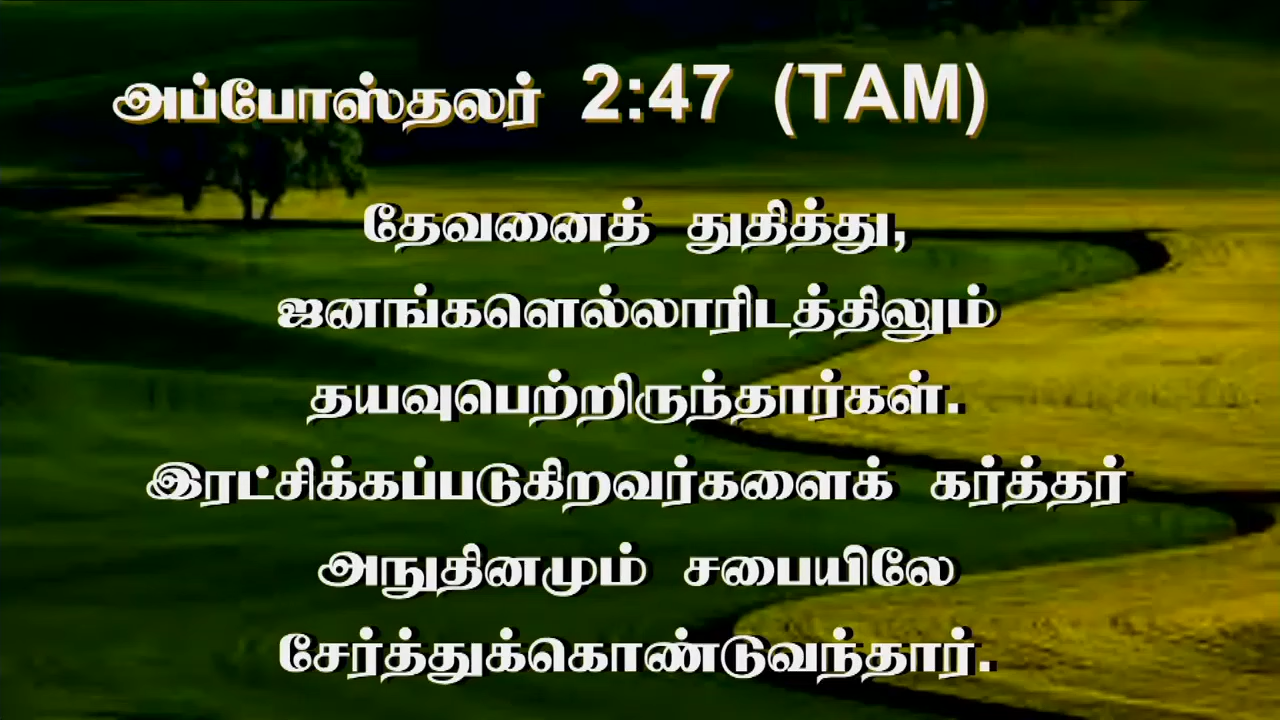 அப்போஸ்தலர் 2:47 (TAM)
தேவனைத் துதித்து,
ஜனங்களெல்லாரிடத்திலும்
தயவுபெற்றிருந்தார்கள்.
இரட்சிக்கப்படுகிறவர்களைக் கர்த்தர்
அநுதினமும் சபையிலே
சேர்த்துக்கொண்டுவந்தார்.